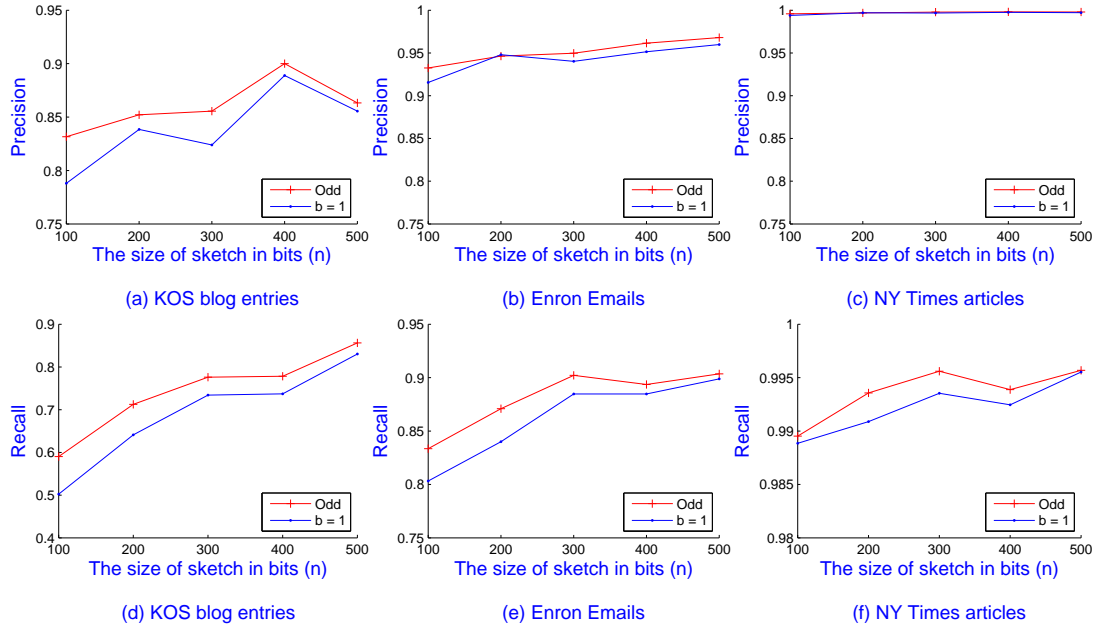 0.95
0.9
0.85
0.8
0.75
Precision
100 200 300 400 500
The size of sketch in bits (n)
Odd
b = 1
(a) KOS blog entries
1
0.95
0.9
0.85
0.8
0.75
Precision
100 200 300 400 500
The size of sketch in bits (n)
Odd
b = 1
(b) Enron Emails
1
0.95
0.9
0.85
0.8
0.75
Precision
100 200 300 400 500
The size of sketch in bits (n)
Odd
b = 1
(c) NY Times articles
0.9
0.8
0.7
0.6
0.5
0.4
Recall
100 200 300 400 500
The size of sketch in bits (n)
Odd
b = 1
(d) KOS blog entries
0.95
0.9
0.85
0.8
0.75
Recall
100 200 300 400 500
The size of sketch in bits (n)
Odd
b = 1
(e) Enron Emails
1
0.995
0.99
0.985
0.98
Recall
100 200 300 400 500
The size of sketch in bits (n)
Odd
b = 1
(f) NY Times articles